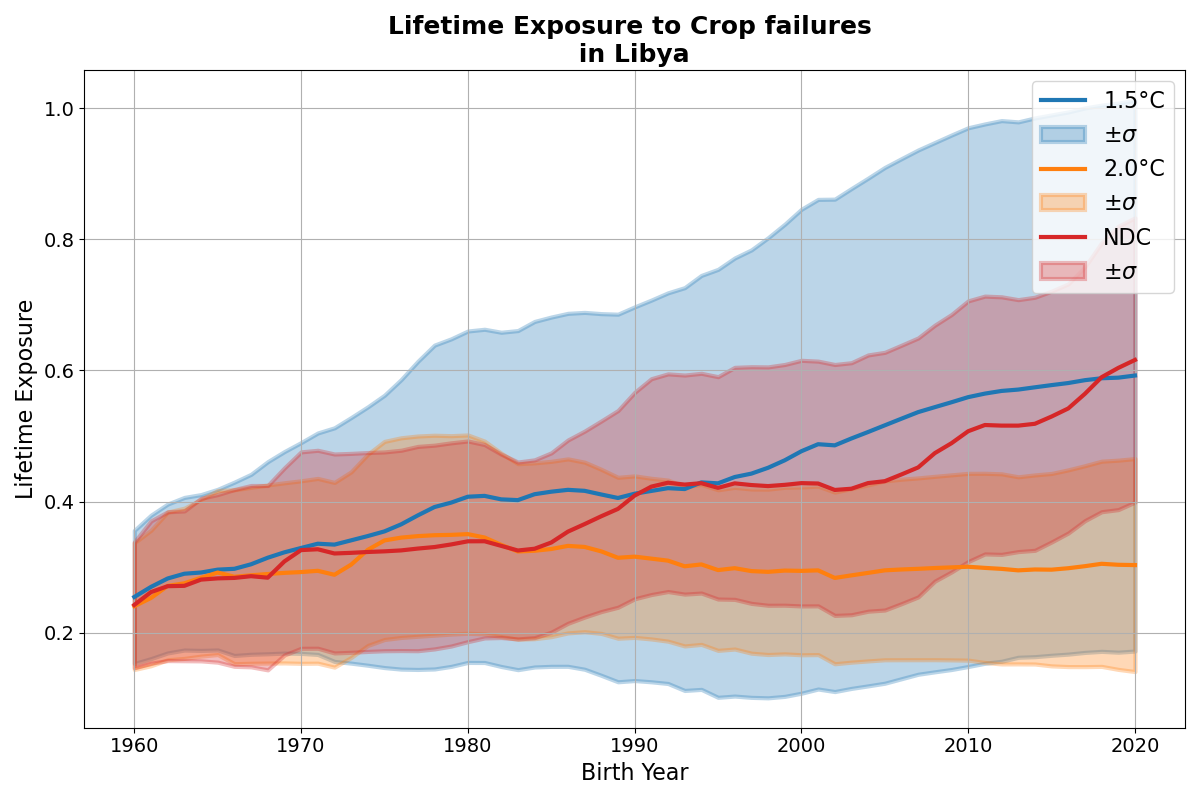 Lifetime Exposure to Crop failures
in Libya
Lifetime Exposure
1.0
0.8
0.6
0.4
0.2
1.5°C
±σ
2.0°C
±σ
NDC
±σ
1960 1970 1980 1990 2000 2010 2020
Birth Year